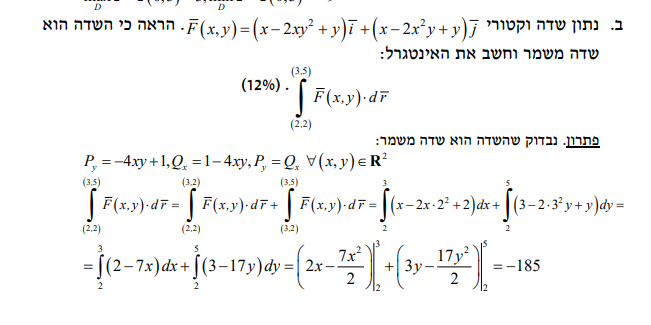 ב. נתון שדה וקטורי F̅(x,y)=(x−2xy²+y)i̅+(x−2x²y+y)j̅. הראה כי השדה הוא
שדה משמר וחשב את האינטגרל:
∫_{(2,2)}^{(3,5)} F̅(x,y)·dr̅ . (12%)
פתרון. נבדוק שהשדה הוא שדה משמר:
P_y = −4xy+1, Q_x = 1−4xy, P_y = Q_x ∀(x,y)∈R²
∫_{(2,2)}^{(3,5)} F̅(x,y)·dr̅ = ∫_{(2,2)}^{(3,2)} F̅(x,y)·dr̅ + ∫_{(3,2)}^{(3,5)} F̅(x,y)·dr̅ = ∫_2^3 (x−2x·2²+2)dx + ∫_2^5 (3−2·3²y+y)dy =
= ∫_2^3 (2−7x)dx + ∫_2^5 (3−17y)dy = (2x−7x²/2)|_2^3 + (3y−17y²/2)|_2^5 = −185